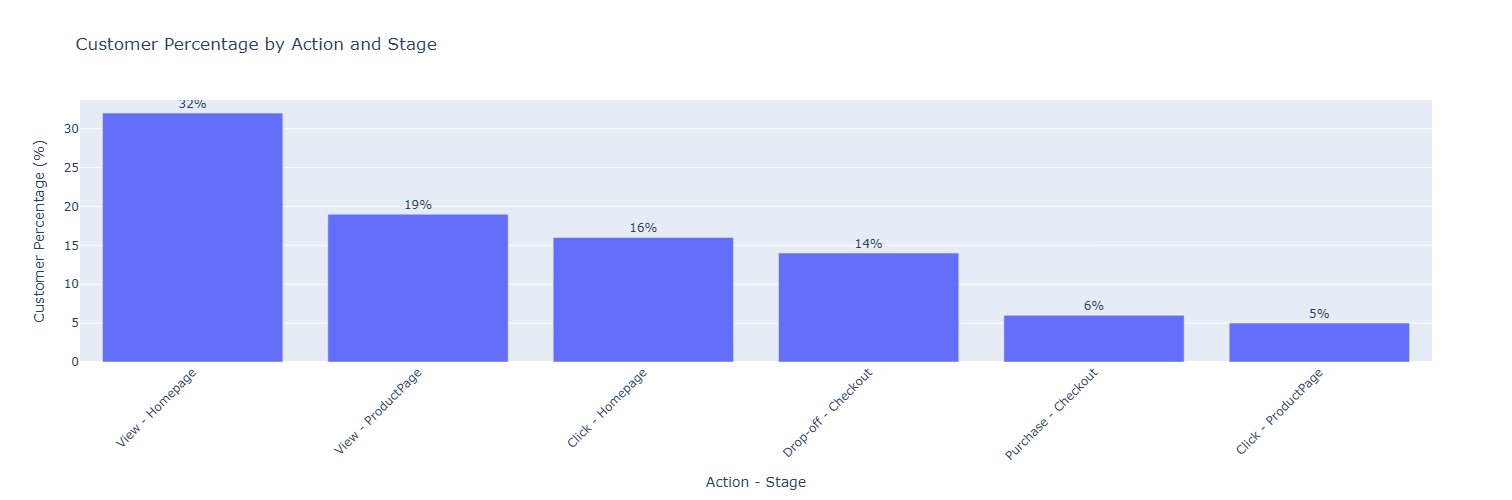 Customer Percentage by Action and Stage
32%
19%
16%
14%
6%
5%
30
25
20
15
10
5
0
Customer Percentage (%)
View - Homepage
View - ProductPage
Click - Homepage
Drop-off - Checkout
Purchase - Checkout
Click - ProductPage
Action - Stage